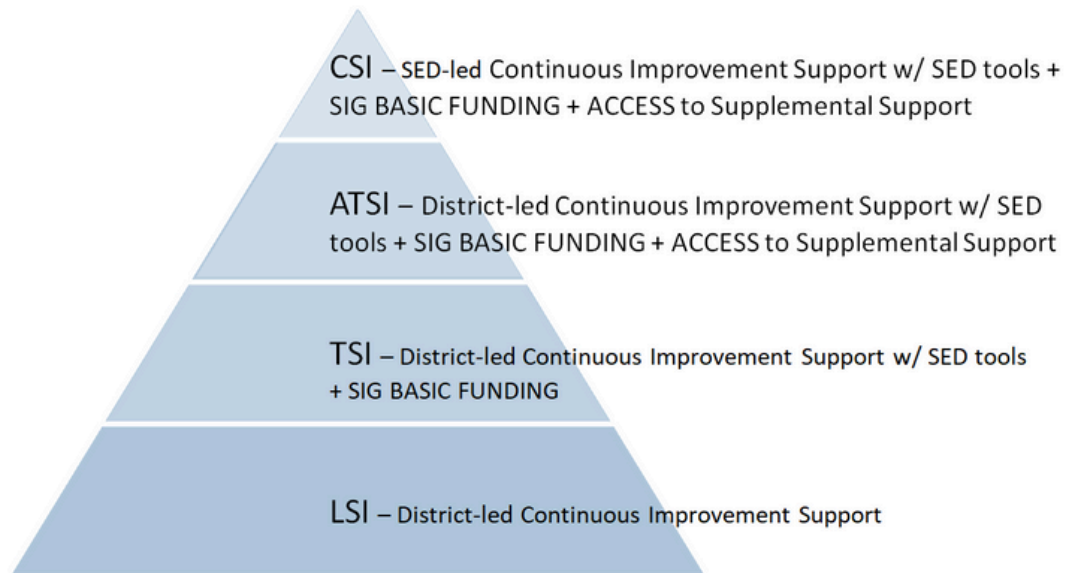 CSI – SED-led Continuous Improvement Support w/ SED tools +
SIG BASIC FUNDING + ACCESS to Supplemental Support
ATSI – District-led Continuous Improvement Support w/ SED
tools + SIG BASIC FUNDING + ACCESS to Supplemental Support
TSI – District-led Continuous Improvement Support w/ SED tools
+ SIG BASIC FUNDING
LSI – District-led Continuous Improvement Support